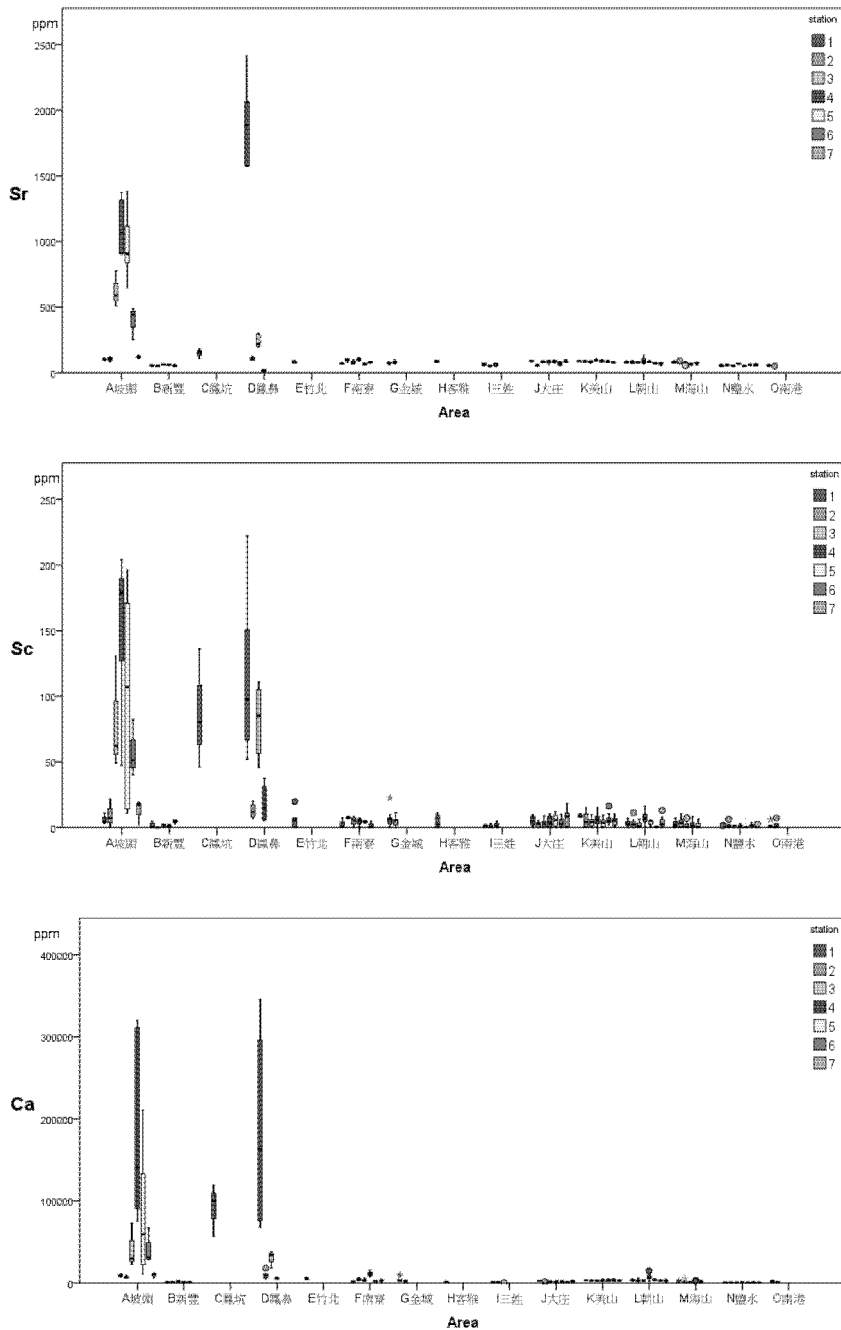 ppm
2500
2000
1500
1000
500
0
Sr
station
1
2
3
4
5
6
7
A坡頭 B新豐 C鳳坑 D鳳鼻 E竹北 F南寮 G金城 H客雅 I三姓 J大庄 K美山 L朝山 M海山 N鹽水 O南港
Area
ppm
250
200
150
100
50
0
Sc
station
1
2
3
4
5
6
7
A坡頭 B新豐 C鳳坑 D鳳鼻 E竹北 F南寮 G金城 H客雅 I三姓 J大庄 K美山 L朝山 M海山 N鹽水 O南港
Area
ppm
400000
300000
200000
100000
0
Ca
station
1
2
3
4
5
6
7
A坡頭 B新豐 C鳳坑 D鳳鼻 E竹北 F南寮 G金城 H客雅 I三姓 J大庄 K美山 L朝山 M海山 N鹽水 O南港
Area